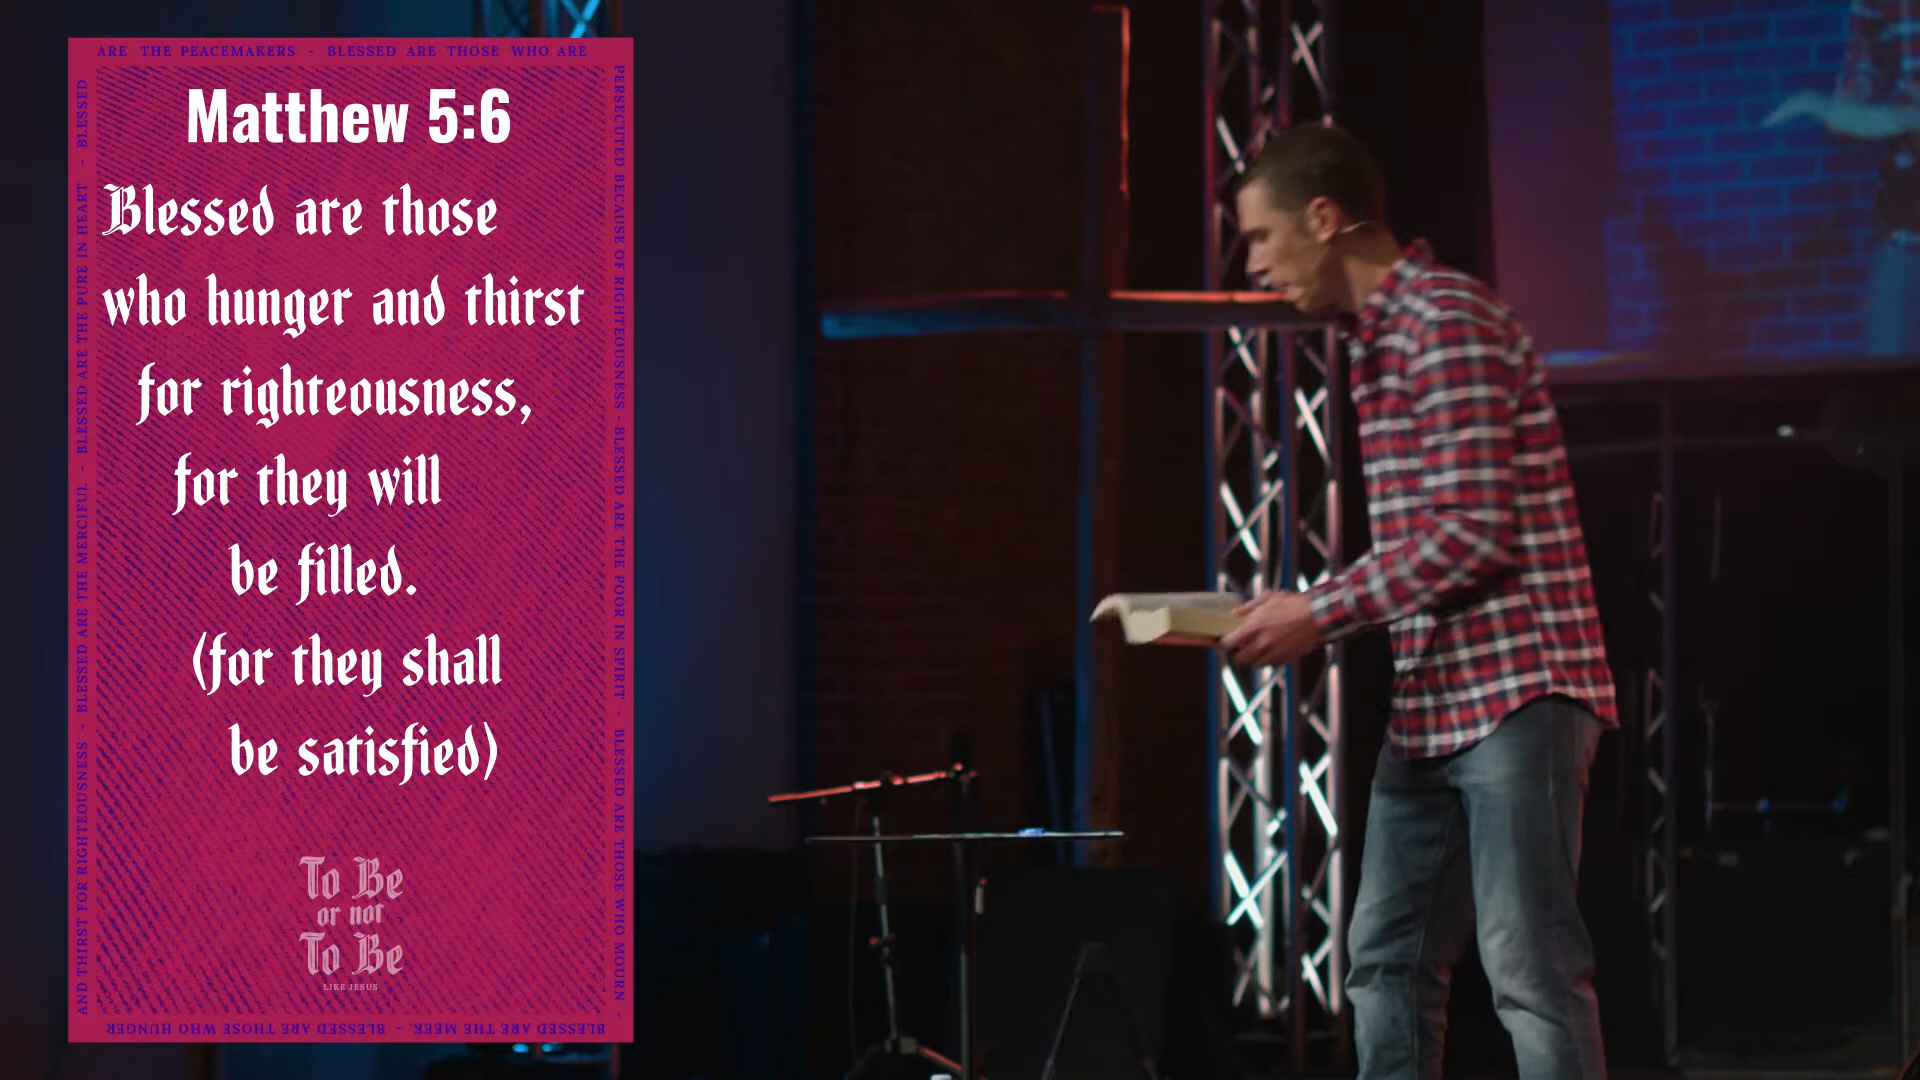 ARE THE PEACEMAKERS - BLESSED ARE THOSE WHO ARE
PERSECUTED BECAUSE OF RIGHTEOUSNESS - BLESSED ARE THE POOR IN SPIRIT - BLESSED ARE THOSE WHO MOURN -
BLESSED ARE THE MEEK. - BLESSED ARE THOSE WHO HUNGER
AND THIRST FOR RIGHTEOUSNESS - BLESSED ARE THE MERCIFUL - BLESSED ARE THE PURE IN HEART - BLESSED
Matthew 5:6
Blessed are those
who hunger and thirst
for righteousness,
for they will
be filled.
(for they shall
be satisfied)
To Be
or not
To Be
LIKE JESUS